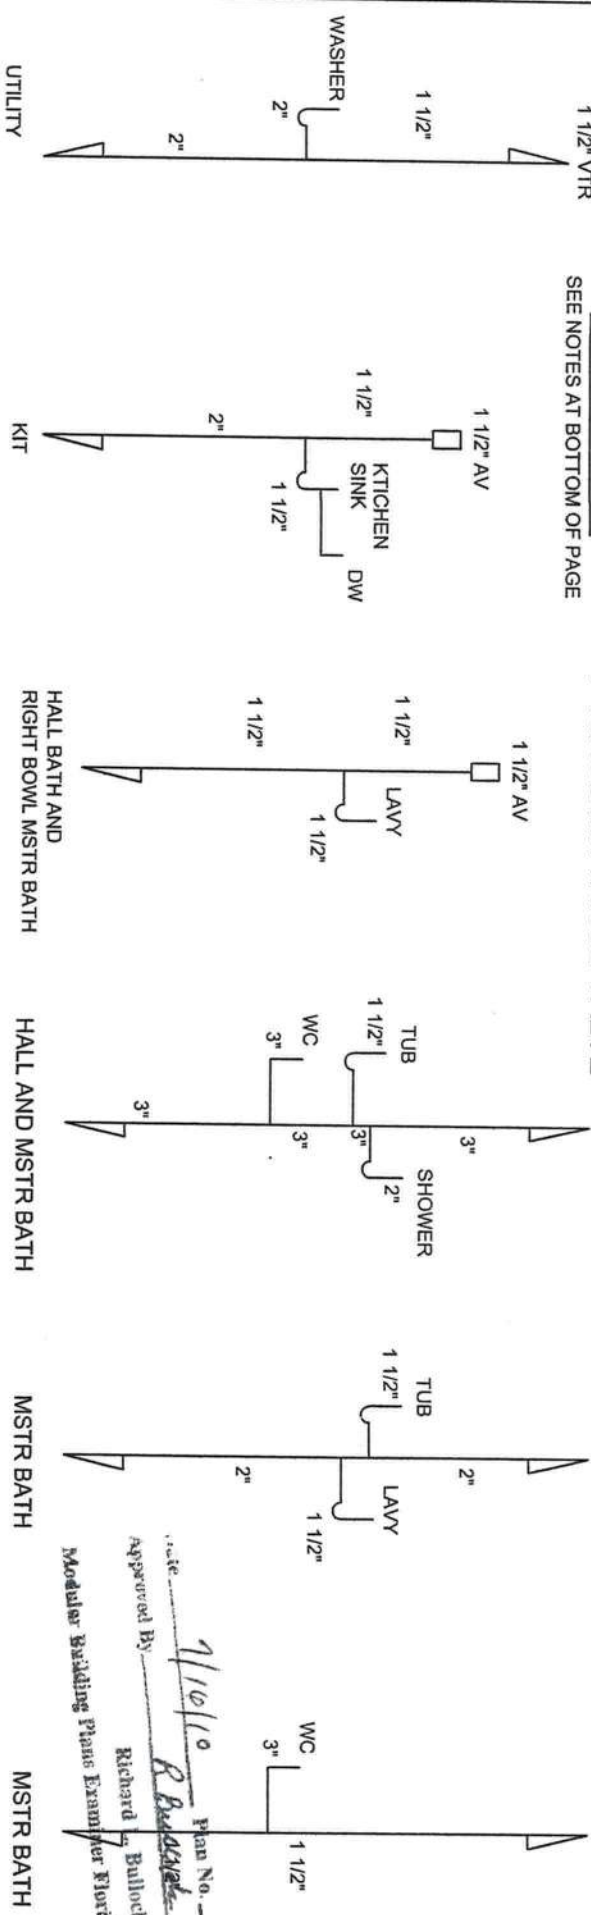 1 1/2" VTR
SEE NOTES AT BOTTOM OF PAGE
1 1/2"
WASHER
2"
2"
UTILITY
1 1/2" AV
1 1/2"
KTICHEN
SINK
DW
1 1/2"
2"
KIT
1 1/2" AV
1 1/2"
LAVY
1 1/2"
1 1/2"
HALL BATH AND
RIGHT BOWL MSTR BATH
3"
TUB
1 1/2"
SHOWER
2"
3"
WC
3"
3"
3"
HALL AND MSTR BATH
2"
TUB
1 1/2"
LAVY
1 1/2"
2"
MSTR BATH
WC
3"
1 1/2"
MSTR BATH
7/16/10 Plan No.
Approved By
Richard
Modular Building Plans Examiner